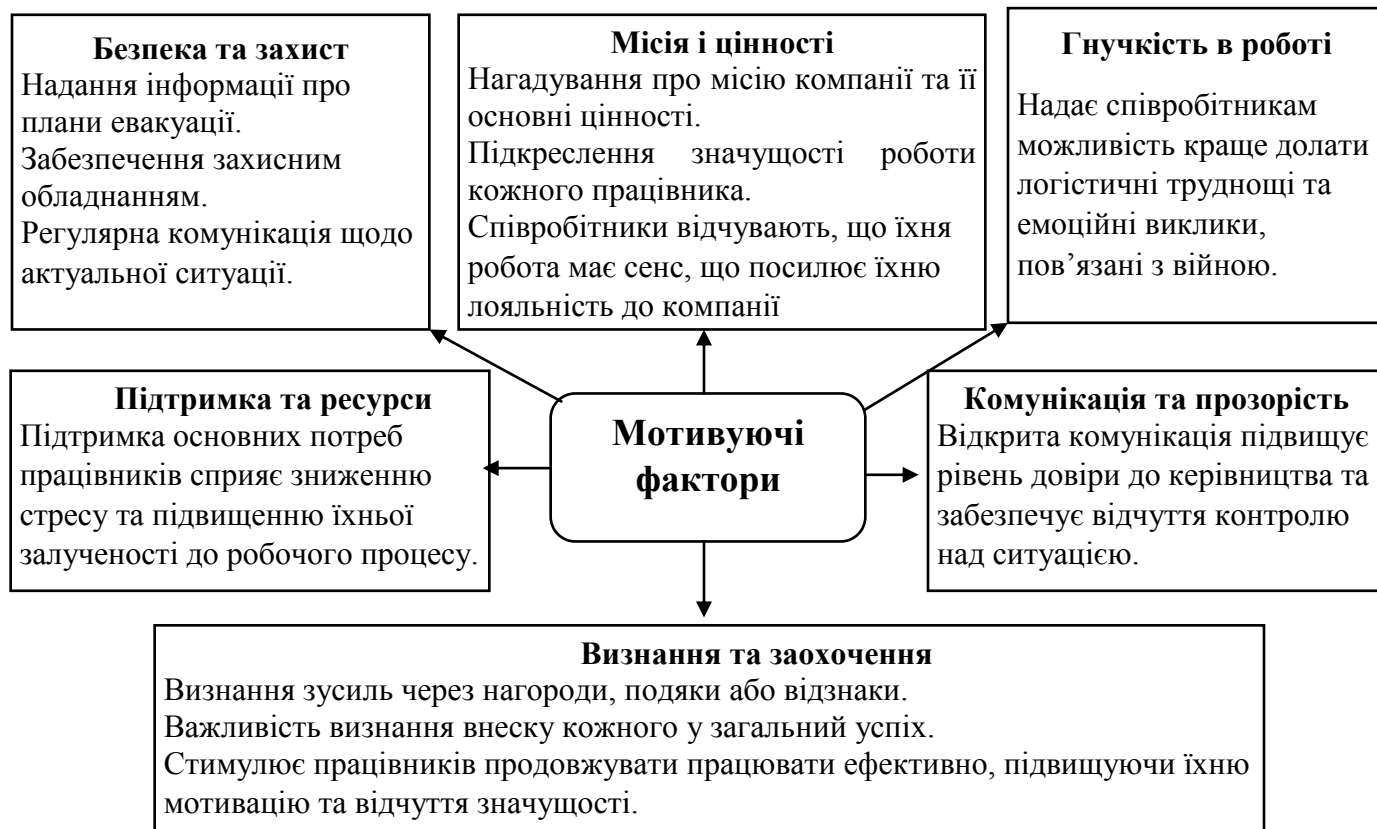 Безпека та захист
Надання інформації про
плани евакуації.
Забезпечення захисним
обладнанням.
Регулярна комунікація щодо
актуальної ситуації.
Місія і цінності
Нагадування про місію компанії та її
основні цінності.
Підкреслення значущості роботи
кожного працівника.
Співробітники відчувають, що їхня
робота має сенс, що посилює їхню
лояльність до компанії
Гнучкість в роботі
Надає співробітникам
можливість краще долати
логістичні труднощі та
емоційні виклики,
пов’язані з війною.
Підтримка та ресурси
Підтримка основних потреб
працівників сприяє зниженню
стресу та підвищенню їхньої
залученості до робочого процесу.
Мотивуючі
фактори
Комунікація та прозорість
Відкрита комунікація підвищує
рівень довіри до керівництва та
забезпечує відчуття контролю
над ситуацією.
Визнання та заохочення
Визнання зусиль через нагороди, подяки або відзнаки.
Важливість визнання внеску кожного у загальний успіх.
Стимулює працівників продовжувати працювати ефективно, підвищуючи їхню
мотивацію та відчуття значущості.